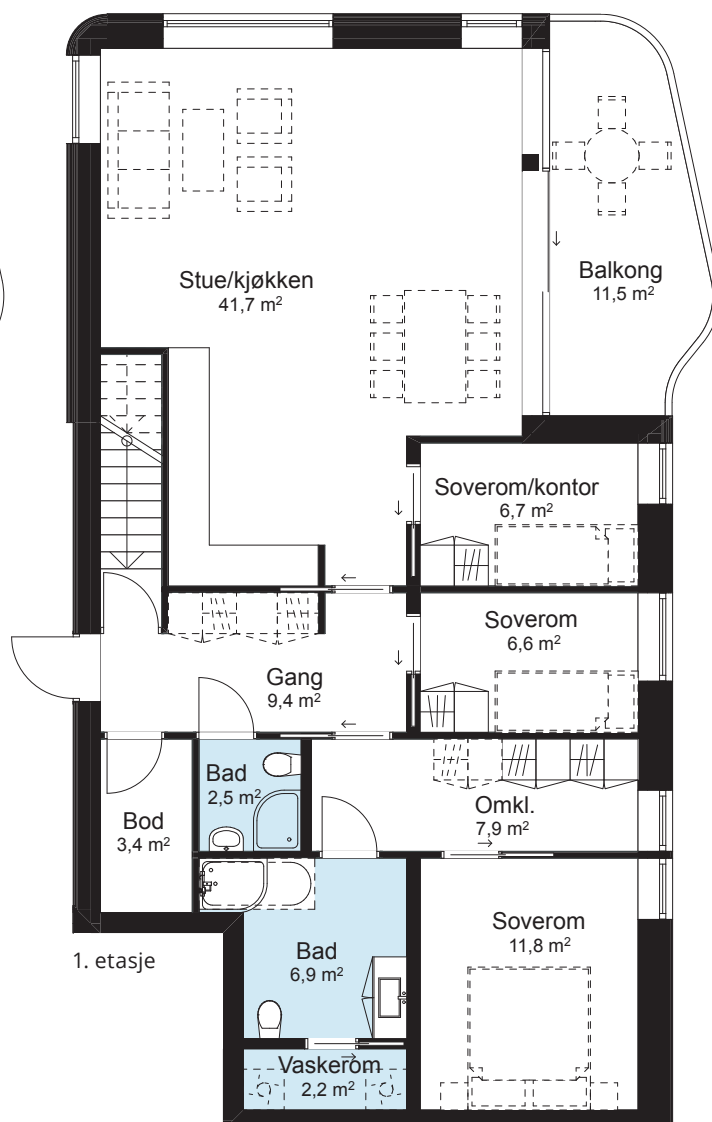 Stue/kjøkken
41,7 m²
Balkong
11,5 m²
Soverom/kontor
6,7 m²
Soverom
6,6 m²
Gang
9,4 m²
Bad
2,5 m²
Omkl.
7,9 m²
Bod
3,4 m²
Soverom
11,8 m²
Bad
6,9 m²
1. etasje
Vaskerom
2,2 m²